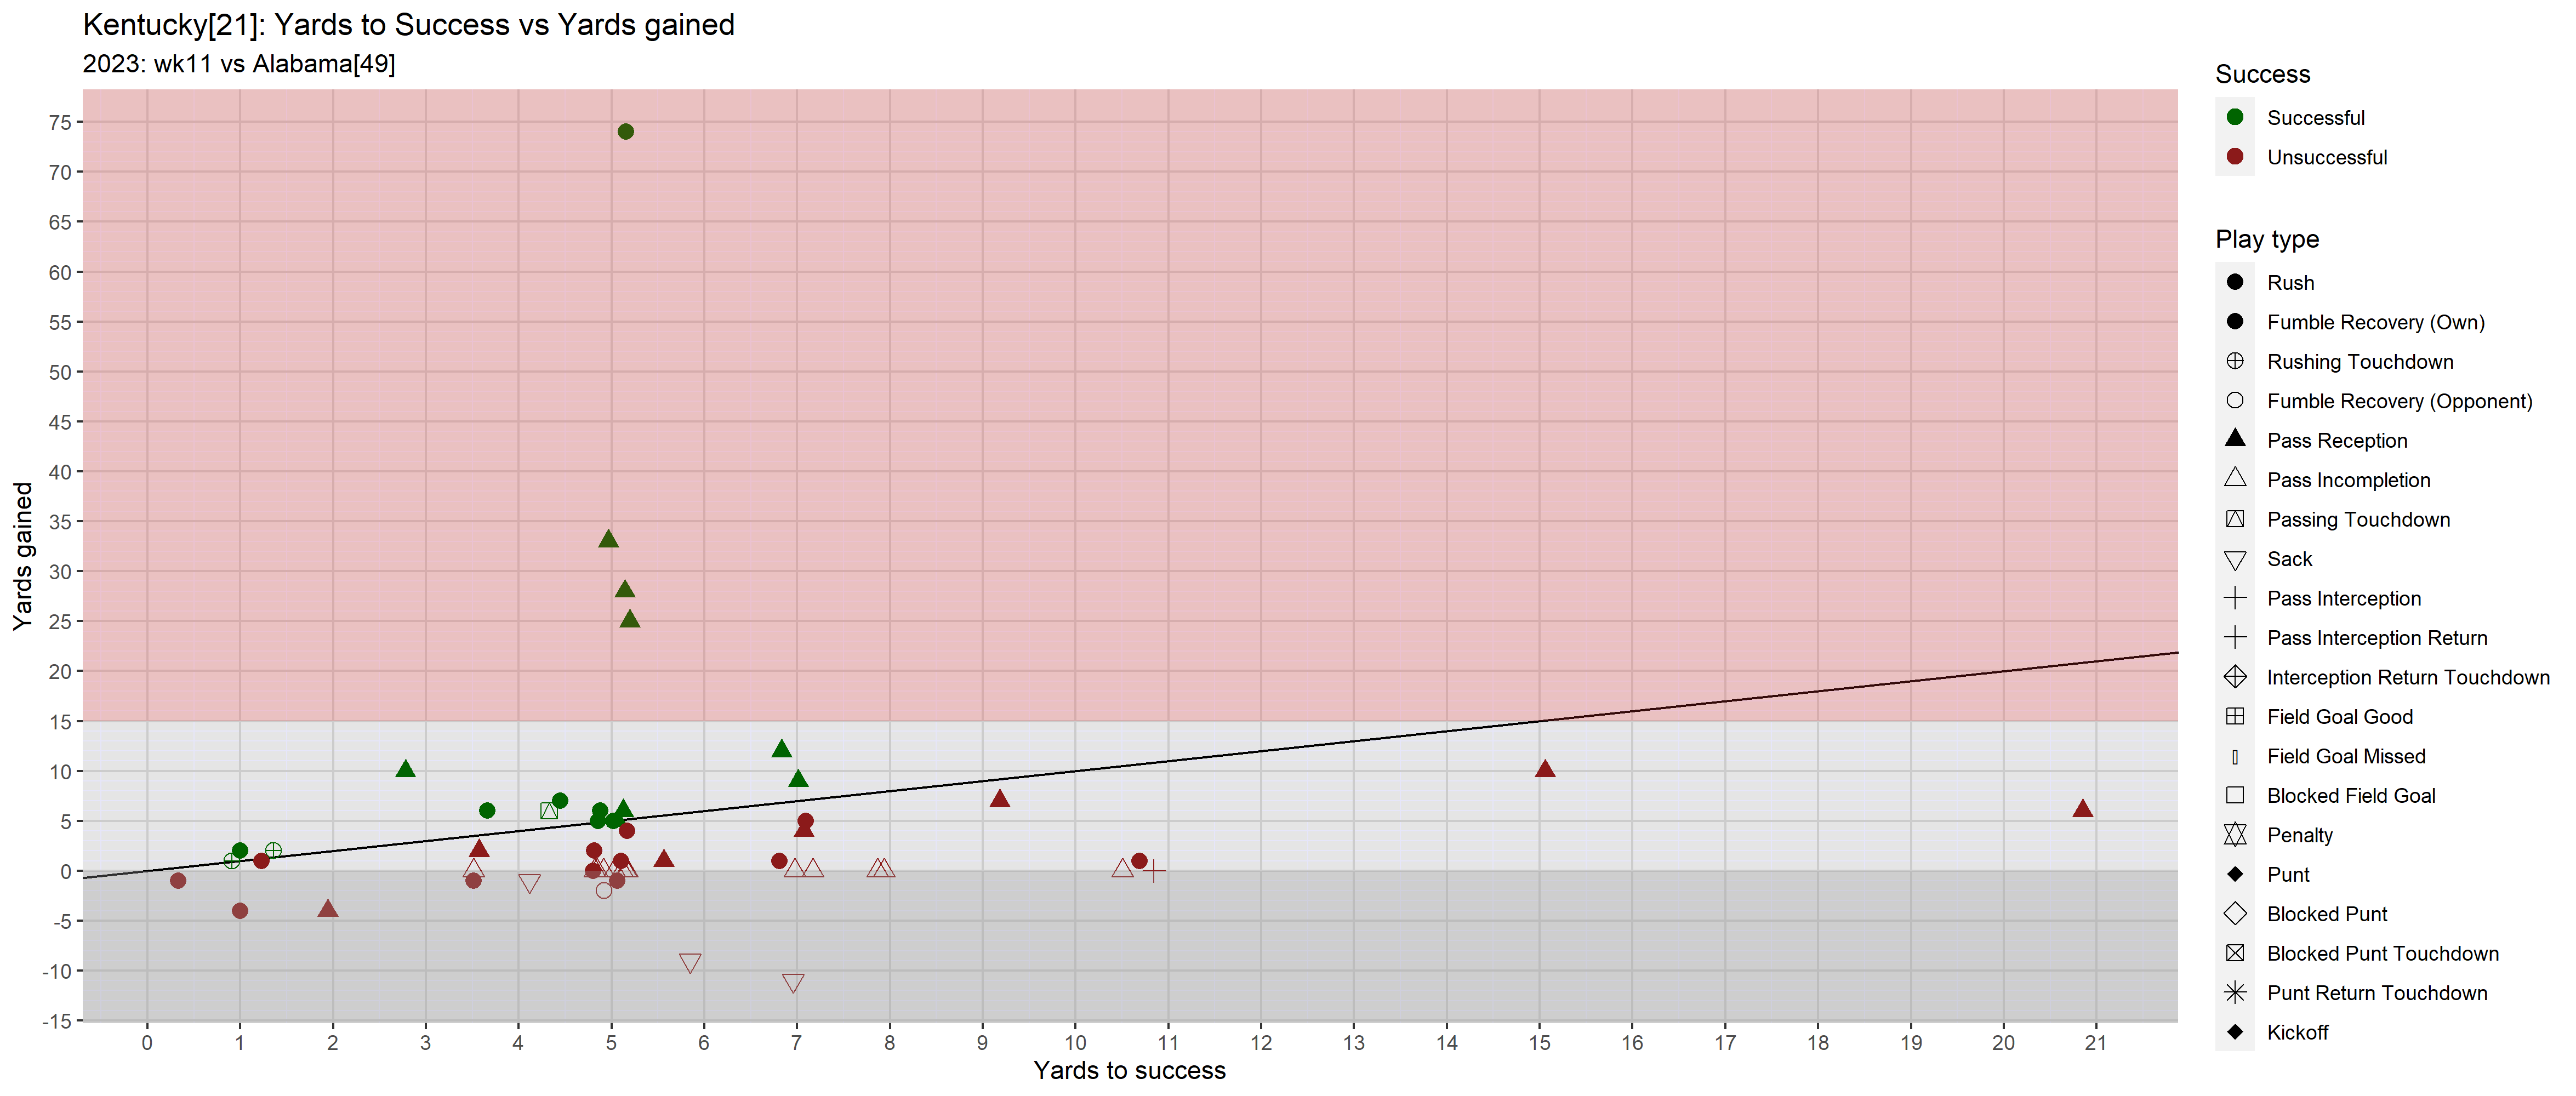 Kentucky[21]: Yards to Success vs Yards gained
2023: wk11 vs Alabama[49]
Yards gained
75
70
65
60
55
50
45
40
35
30
25
20
15
10
5
0
-5
-10
-15
0 1 2 3 4 5 6 7 8 9 10 11 12 13 14 15 16 17 18 19 20 21
Yards to success
Success
Successful
Unsuccessful
Play type
Rush
Fumble Recovery (Own)
Rushing Touchdown
Fumble Recovery (Opponent)
Pass Reception
Pass Incompletion
Passing Touchdown
Sack
Pass Interception
Pass Interception Return
Interception Return Touchdown
Field Goal Good
Field Goal Missed
Blocked Field Goal
Penalty
Punt
Blocked Punt
Blocked Punt Touchdown
Punt Return Touchdown
Kickoff